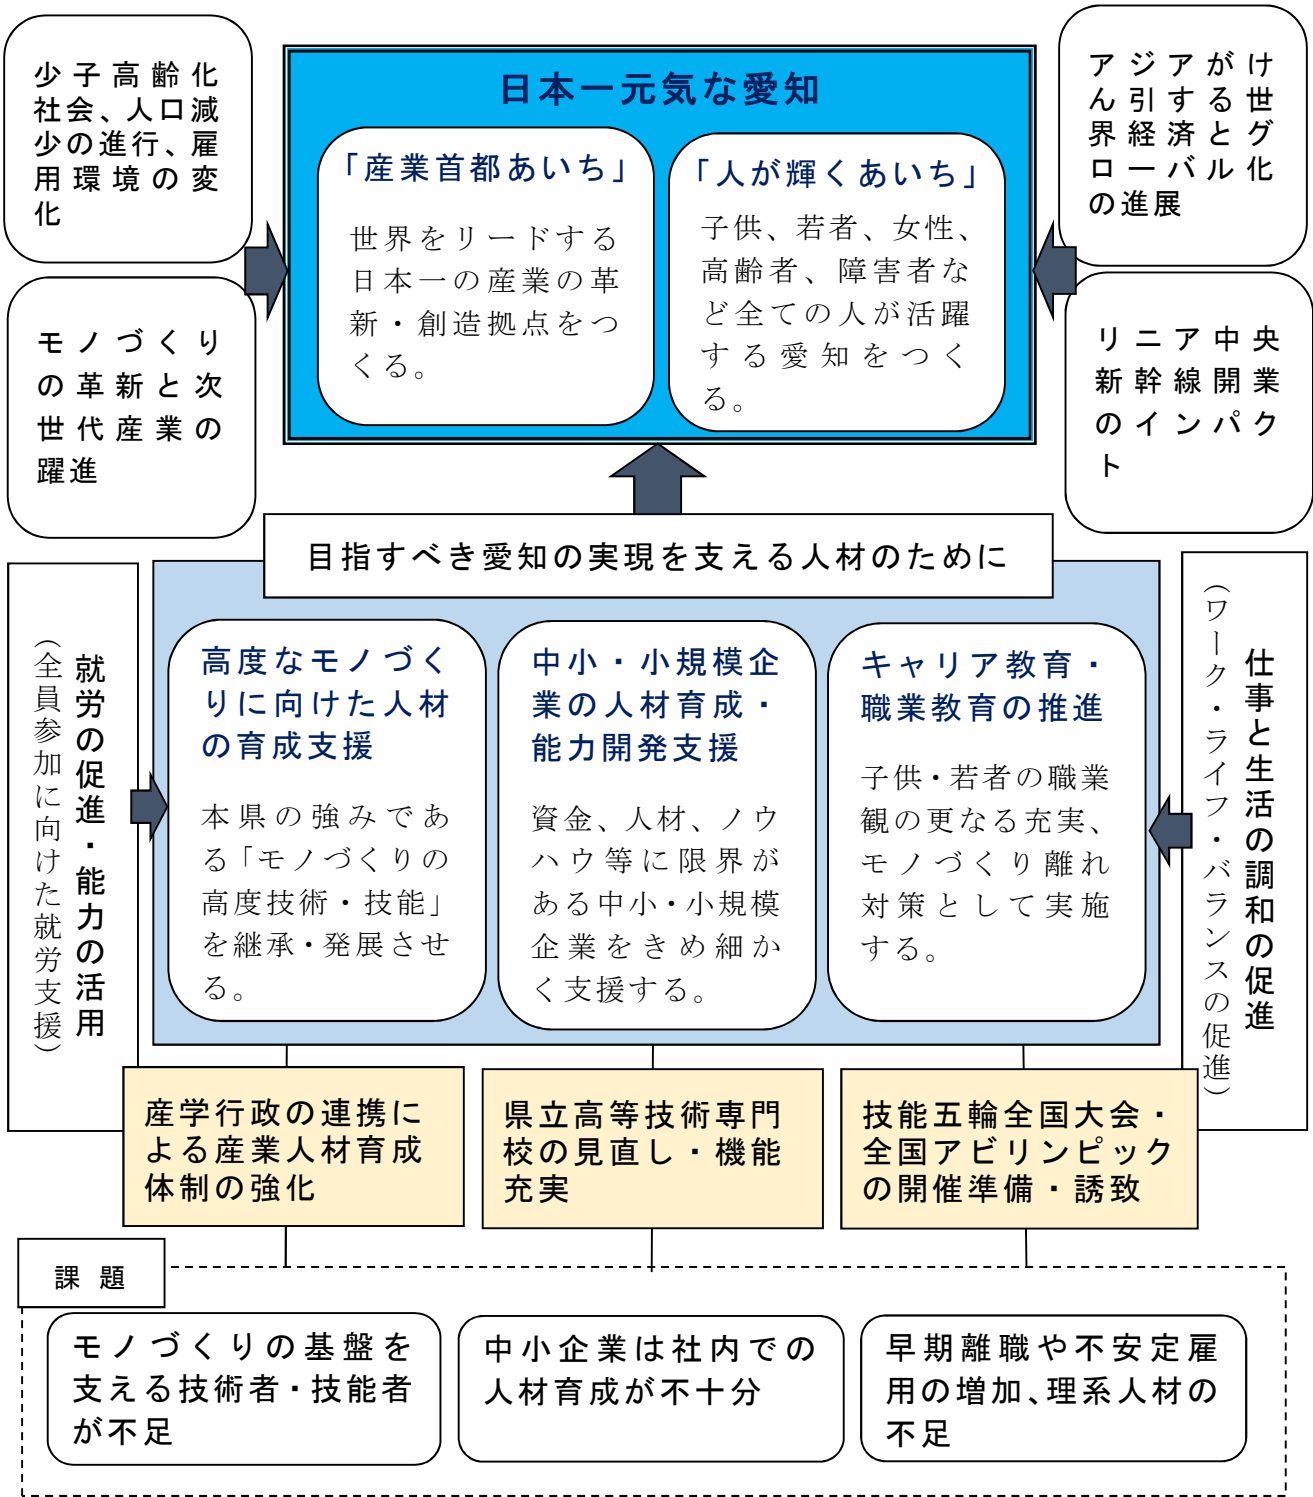 少子高齢化
社会、人口減
少の進行、雇
用環境の変
化
日本一元気な愛知
「産業首都あいち」
世界をリードする
日本一の産業の革
新・創造拠点をつ
くる。
「人が輝くあいち」
子供、若者、女性、
高齢者、障害者な
ど全ての人が活躍
する愛知をつく
る。
アジアがけ
ん引する世
界経済とグ
ローバル化
の進展
モノづくり
の革新と次
世代産業の
躍進
リニア中央
新幹線開業
のインパク
ト
目指すべき愛知の実現を支える人材のために
就労の促進・能力の活用
（全員参加に向けた就労支援）
高度なモノづく
りに向けた人材
の育成支援
本県の強みであ
る「モノづくりの
高度技術・技能」
を継承・発展させ
る。
中小・小規模企
業の人材育成・
能力開発支援
資金、人材、ノウ
ハウ等に限界が
ある中小・小規模
企業をきめ細か
く支援する。
キャリア教育・
職業教育の推進
子供・若者の職業
観の更なる充実、
モノづくり離れ
対策として実施
する。
仕事と生活の調和の促進
（ワーク・ライフ・バランスの促進）
産学行政の連携に
よる産業人材育成
体制の強化
県立高等技術専門
校の見直し・機能
充実
技能五輪全国大会・
全国アビリンピック
の開催準備・誘致
課 題
モノづくりの基盤を
支える技術者・技能者
が不足
中小企業は社内での
人材育成が不十分
早期離職や不安定雇
用の増加、理系人材の
不足